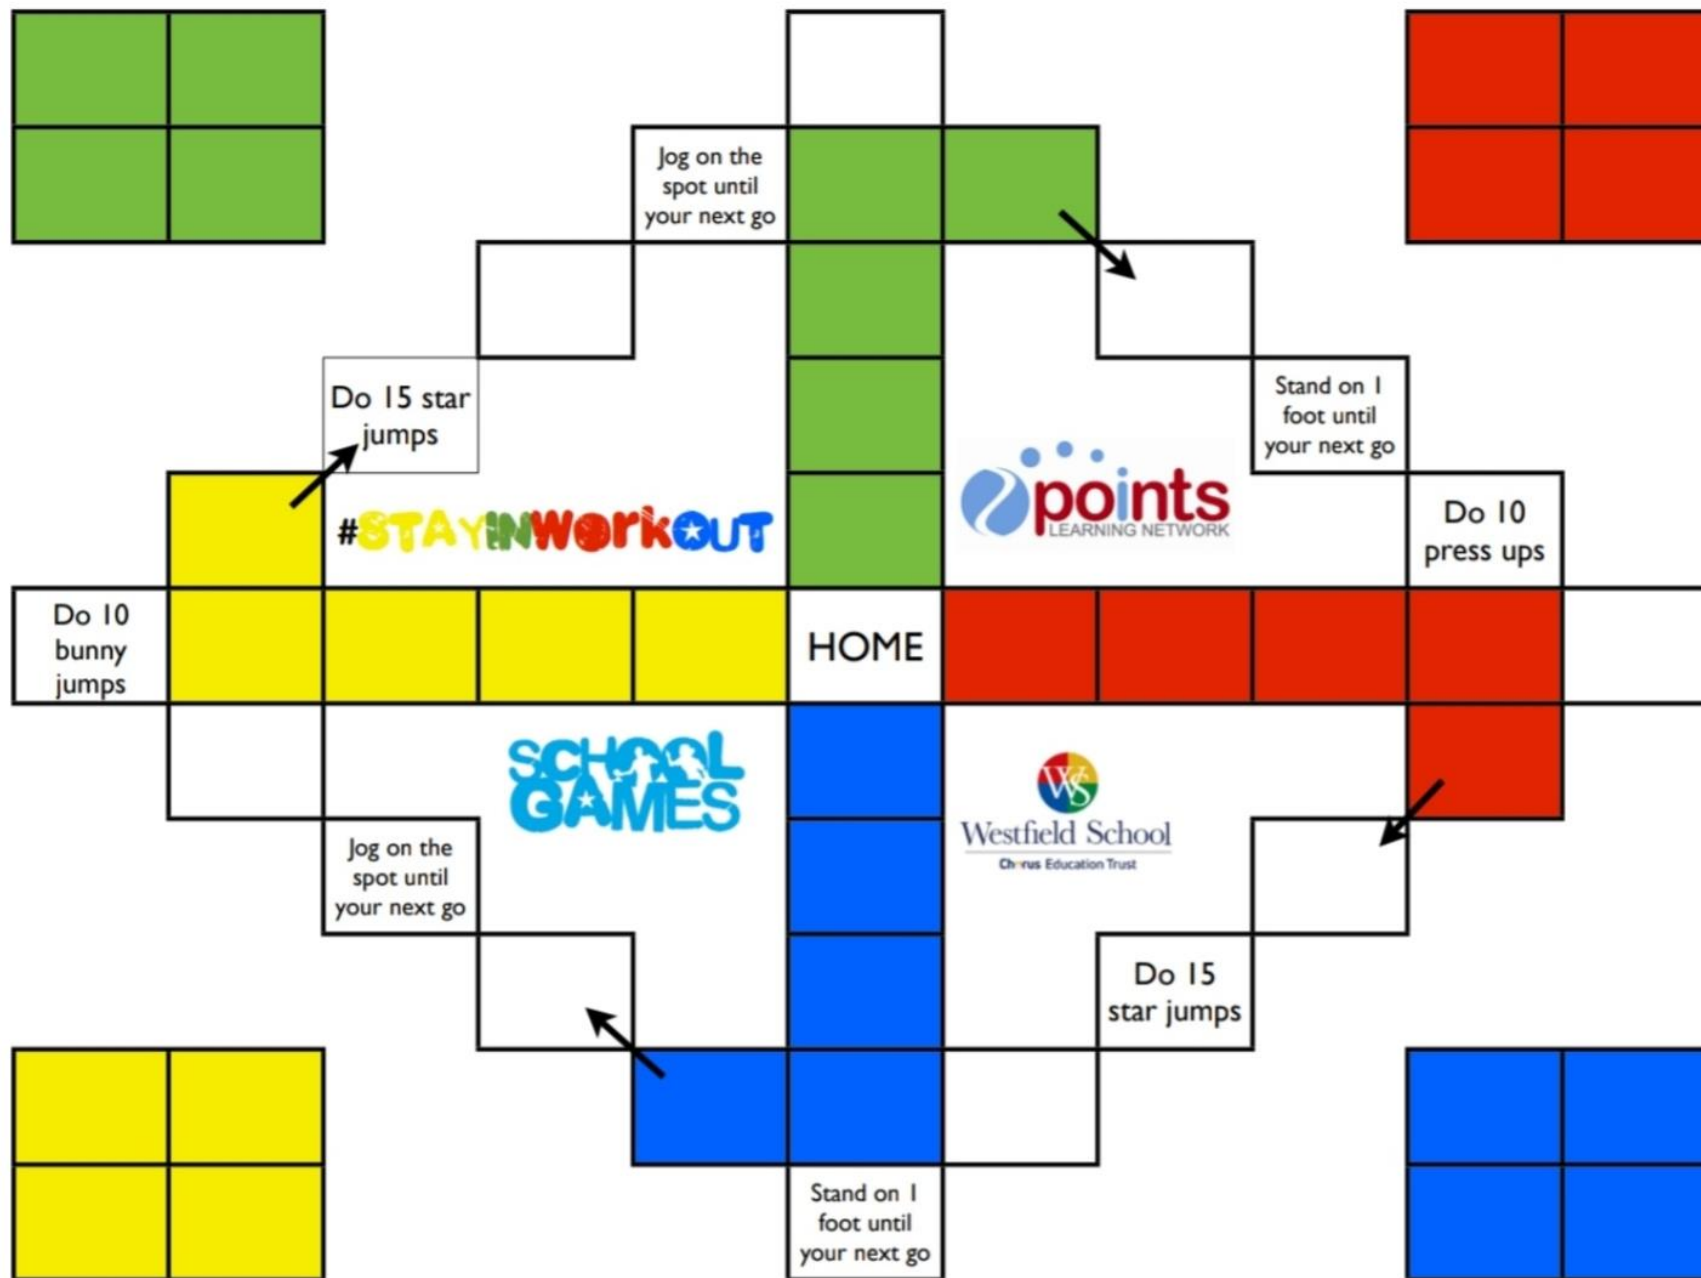 Jog on the
spot until
your next go
Do 15 star
jumps
Stand on 1
foot until
your next go
#STAYINWorkOUT
points
LEARNING NETWORK
Do 10
press ups
Do 10
bunny
jumps
HOME
SCHOOL
GAMES
WS
Westfield School
Chorus Education Trust
Jog on the
spot until
your next go
Do 15
star jumps
Stand on 1
foot until
your next go